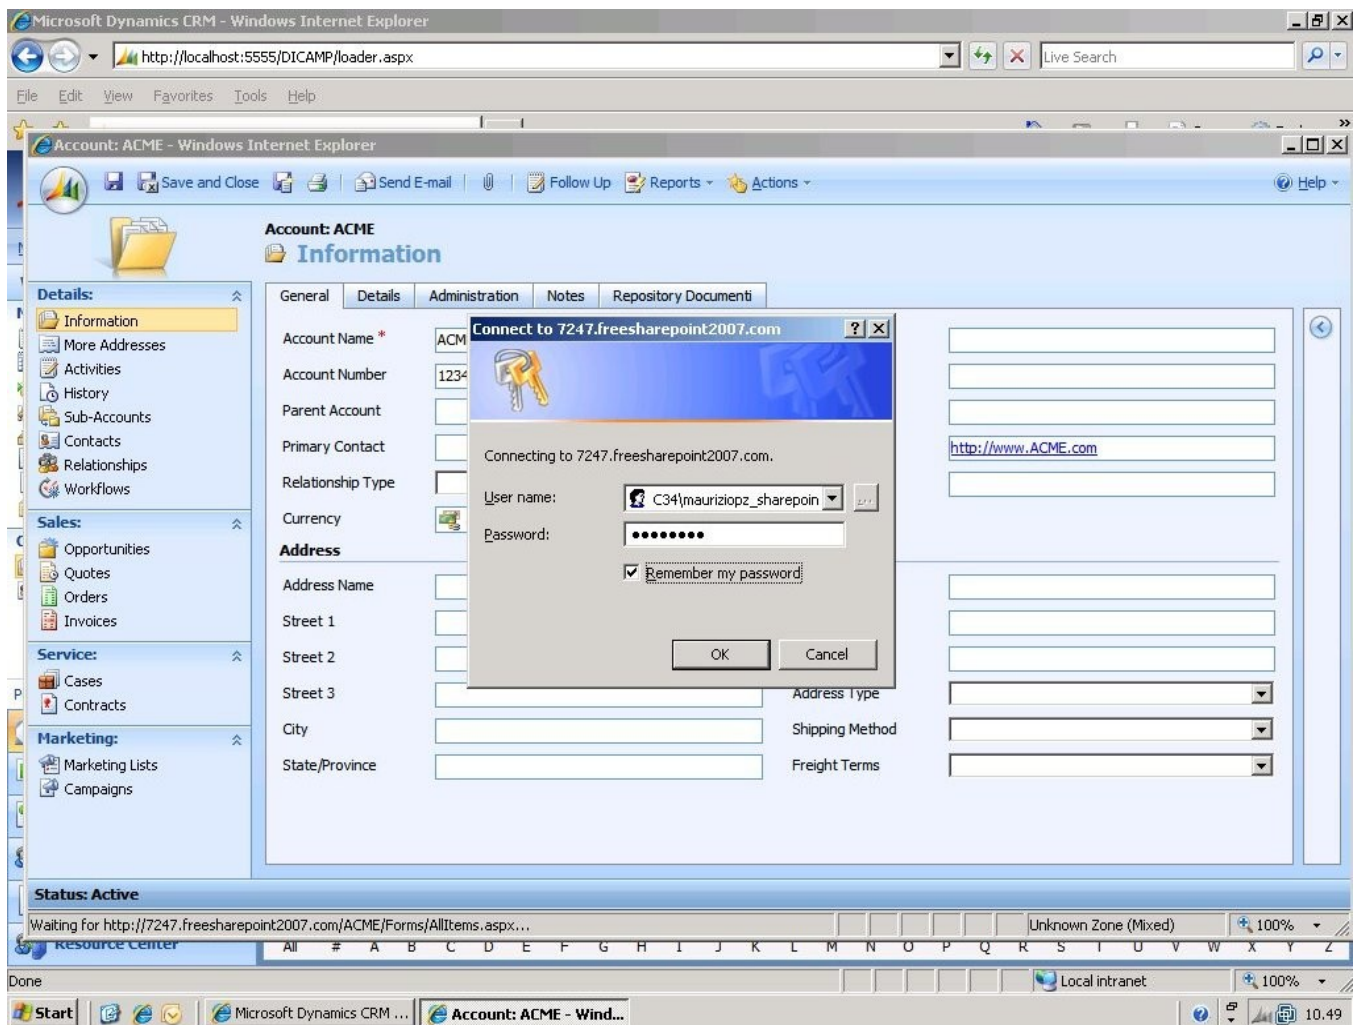 Microsoft Dynamics CRM - Windows Internet Explorer
http://localhost:5555/DICAMP/loader.aspx
Live Search
File Edit View Favorites Tools Help
Account: ACME - Windows Internet Explorer
Save and Close Send E-mail Follow Up Reports Actions Help
Account: ACME
Information
Details:
Information
More Addresses
Activities
History
Sub-Accounts
Contacts
Relationships
Workflows
Sales:
Opportunities
Quotes
Orders
Invoices
Service:
Cases
Contracts
Marketing:
Marketing Lists
Campaigns
General Details Administration Notes Repository Documenti
Account Name * ACM
Account Number 1234
Parent Account
Primary Contact http://www.ACME.com
Relationship Type
Currency
Address
Address Name
Street 1
Street 2
Street 3 Address Type
City Shipping Method
State/Province Freight Terms
Connect to 7247.freesharepoint2007.com
Connecting to 7247.freesharepoint2007.com.
User name: C34\mauriziopz_sharepoin
Password: ••••••••
Remember my password
OK Cancel
Status: Active
Waiting for http://7247.freesharepoint2007.com/ACME/Forms/AllItems.aspx... Unknown Zone (Mixed) 100%
Resource Center All # A B C D E F G H I J K L M N O P Q R S T U V W X Y Z
Done Local intranet 100%
Start Microsoft Dynamics CRM ... Account: ACME - Wind... 10.49